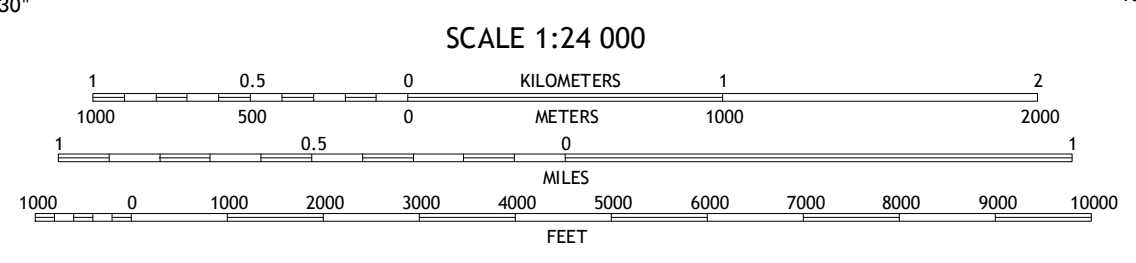 30"
SCALE 1:24 000
1 0.5 0 KILOMETERS 1 2
1000 500 0 METERS 1000 2000
1 0.5 0 1
MILES
1000 0 1000 2000 3000 4000 5000 6000 7000 8000 9000 10000
FEET